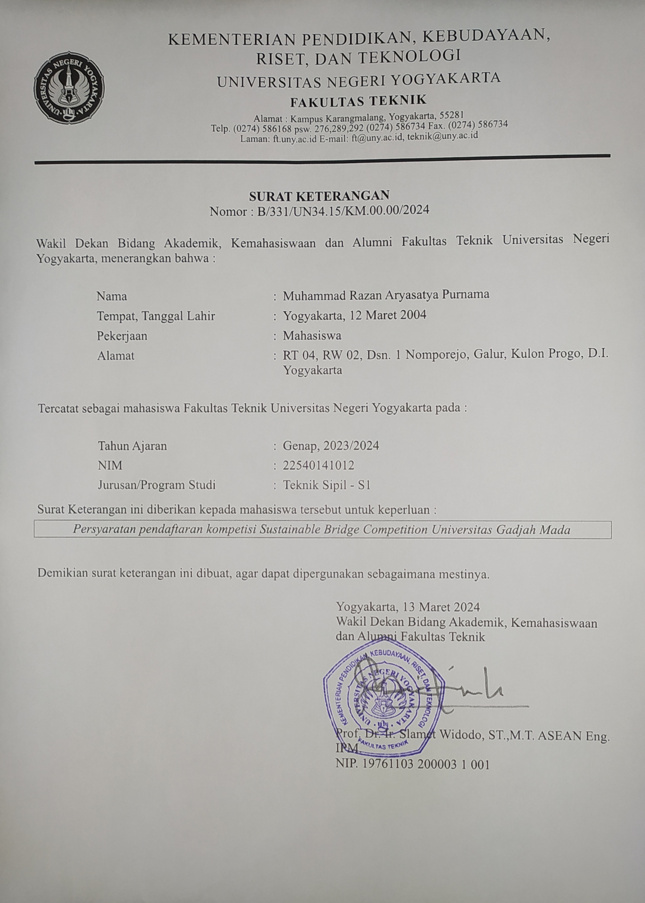 KEMENTERIAN PENDIDIKAN, KEBUDAYAAN,
RISET, DAN TEKNOLOGI
UNIVERSITAS NEGERI YOGYAKARTA
FAKULTAS TEKNIK
Alamat : Kampus Karangmalang, Yogyakarta, 55281
Telp. (0274) 586168 psw. 276,289,292 (0274) 586734 Fax. (0274) 586734
Laman: ft.uny.ac.id E-mail: ft@uny.ac.id, teknik@uny.ac.id
UNIVERSITAS NEGERI YOGYAKARTA
SURAT KETERANGAN
Nomor : B/331/UN34.15/KM.00.00/2024
Wakil Dekan Bidang Akademik, Kemahasiswaan dan Alumni Fakultas Teknik Universitas Negeri
Yogyakarta, menerangkan bahwa :
Nama : Muhammad Razan Aryasatya Purnama
Tempat, Tanggal Lahir : Yogyakarta, 12 Maret 2004
Pekerjaan : Mahasiswa
Alamat : RT 04, RW 02, Dsn. 1 Nomporejo, Galur, Kulon Progo, D.I.
Yogyakarta
Tercatat sebagai mahasiswa Fakultas Teknik Universitas Negeri Yogyakarta pada :
Tahun Ajaran : Genap, 2023/2024
NIM : 22540141012
Jurusan/Program Studi : Teknik Sipil - S1
Surat Keterangan ini diberikan kepada mahasiswa tersebut untuk keperluan :
Persyaratan pendaftaran kompetisi Sustainable Bridge Competition Universitas Gadjah Mada
Demikian surat keterangan ini dibuat, agar dapat dipergunakan sebagaimana mestinya.
Yogyakarta, 13 Maret 2024
Wakil Dekan Bidang Akademik, Kemahasiswaan
dan Alumni Fakultas Teknik
KEMENTERIAN PENDIDIKAN, KEBUDAYAAN, RISET, DAN TEKNOLOGI
UNIVERSITAS NEGERI YOGYAKARTA
FAKULTAS TEKNIK
Prof. Dr. Ir. Slamet Widodo, ST.,M.T. ASEAN Eng.
IPM.
NIP. 19761103 200003 1 001